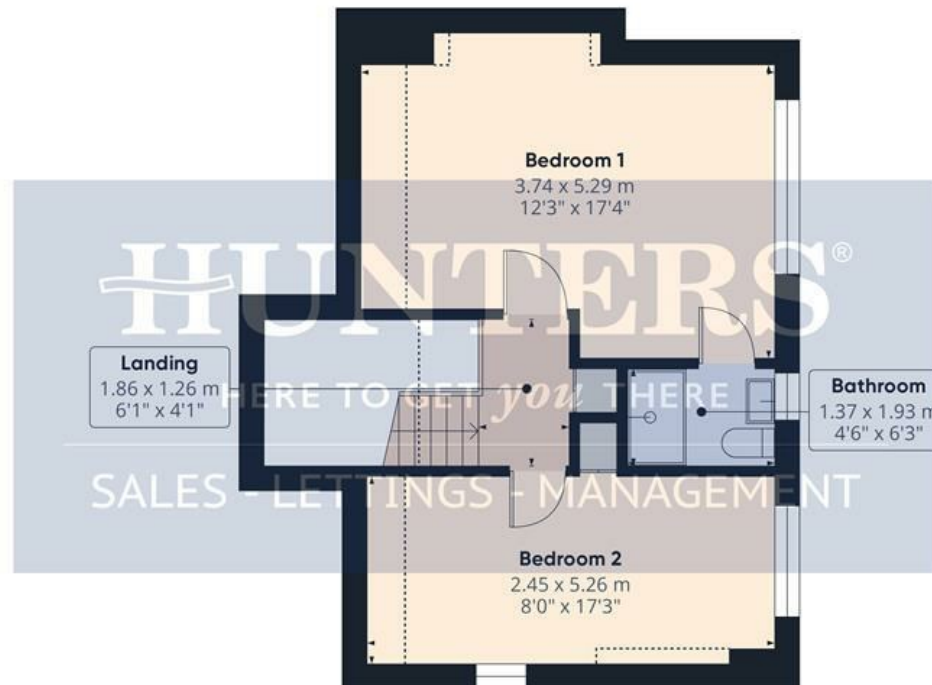 Bedroom 1
3.74 x 5.29 m
12'3" x 17'4"
HUNTERS®
HERE TO GET you THERE
SALES - LETTINGS - MANAGEMENT
Landing
1.86 x 1.26 m
6'1" x 4'1"
Bathroom
1.37 x 1.93 m
4'6" x 6'3"
Bedroom 2
2.45 x 5.26 m
8'0" x 17'3"